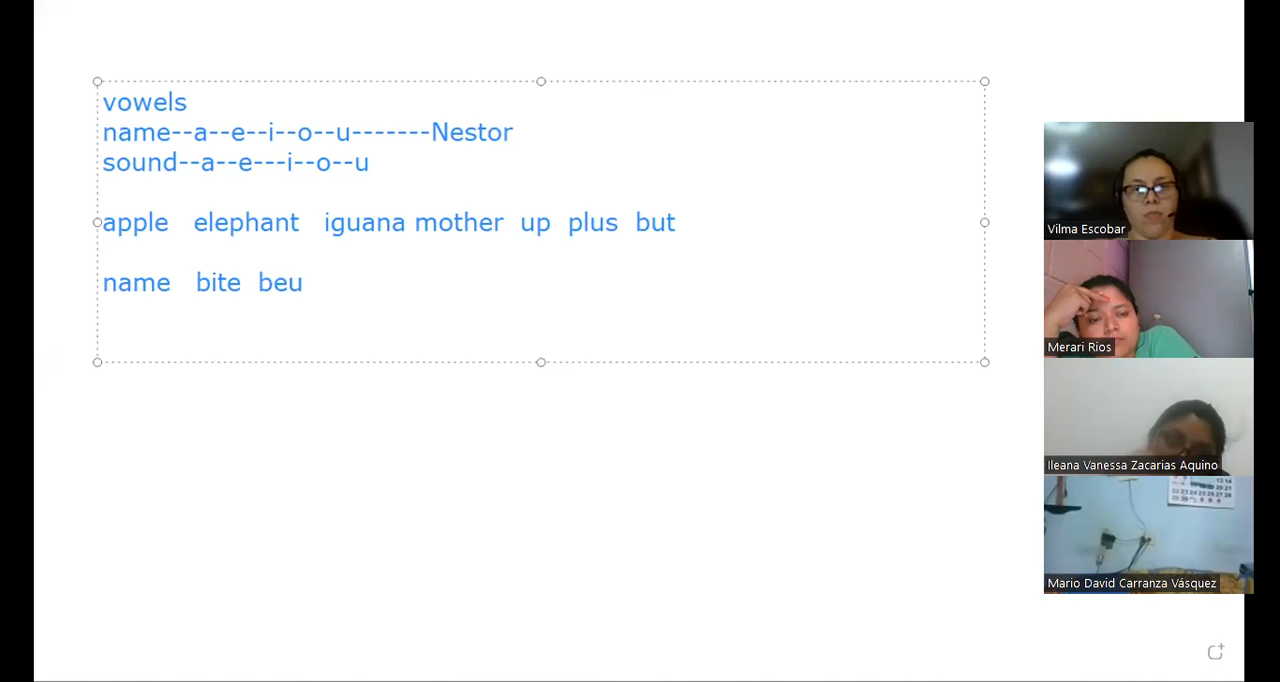 vowels
name--a--e--i--o--u-------Nestor
sound--a--e---i--o--u
apple elephant iguana mother up plus but
name bite beu
Vilma Escobar
Merari Rios
Ileana Vanessa Zacarias Aquino
Mario David Carranza Vásquez